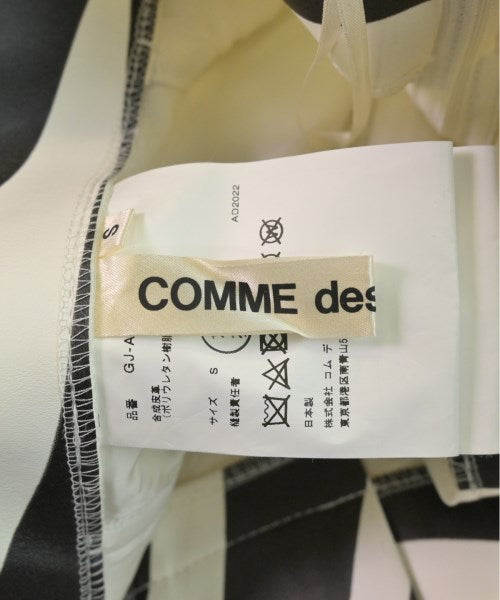 COMME des
S
品番 GJ-A
合成皮革
(ポリウレタン樹脂
サイズ S
縫製責任者
日本製
株式会社 コム デ
東京都港区南青山5
AD2022